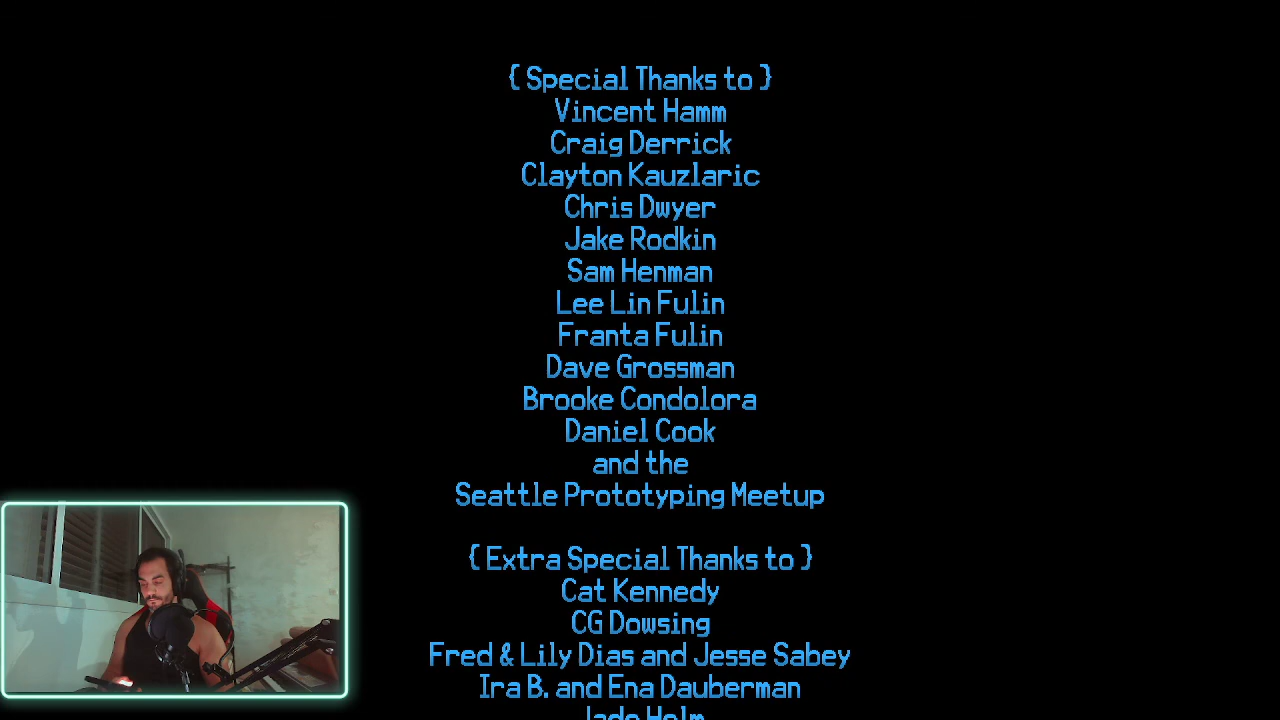 { Special Thanks to }
Vincent Hamm
Craig Derrick
Clayton Kauzlaric
Chris Dwyer
Jake Rodkin
Sam Henman
Lee Lin Fulin
Franta Fulin
Dave Grossman
Brooke Condolora
Daniel Cook
and the
Seattle Prototyping Meetup
{ Extra Special Thanks to }
Cat Kennedy
CG Dowsing
Fred & Lily Dias and Jesse Sabey
Ira B. and Ena Dauberman